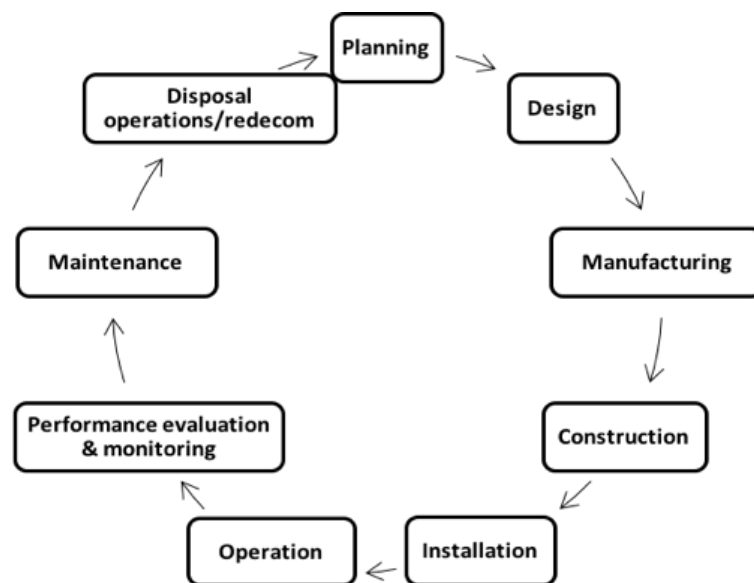 Planning
Design
Manufacturing
Construction
Installation
Operation
Performance evaluation
& monitoring
Maintenance
Disposal
operations/redecom